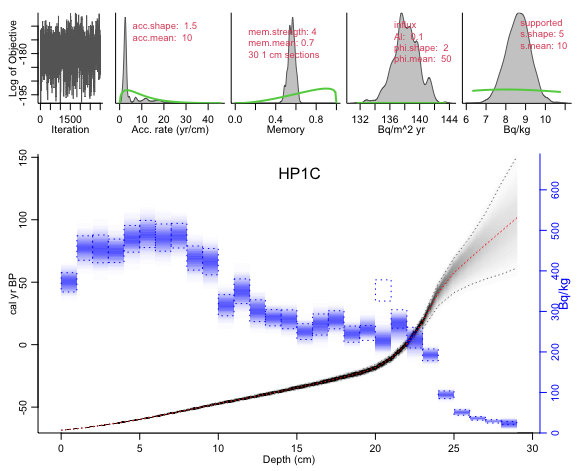 Log of Objective
-195
-180
0
1500
Iteration
acc.shape: 1.5
acc.mean: 10
0
10
20
30
40
Acc. rate (yr/cm)
mem.strength: 4
mem.mean: 0.7
30 1 cm sections
0.0
0.4
0.8
Memory
influx
Al: 0.1
phi.shape: 2
phi.mean: 50
132
136
140
144
Bq/m^2 yr
supported
s.shape: 5
s.mean: 10
6
7
8
9
10
Bq/kg
HP1C
cal yr BP
150
100
50
0
-50
0
5
10
15
20
25
30
Depth (cm)
600
500
400
300
200
100
0
Bq/kg